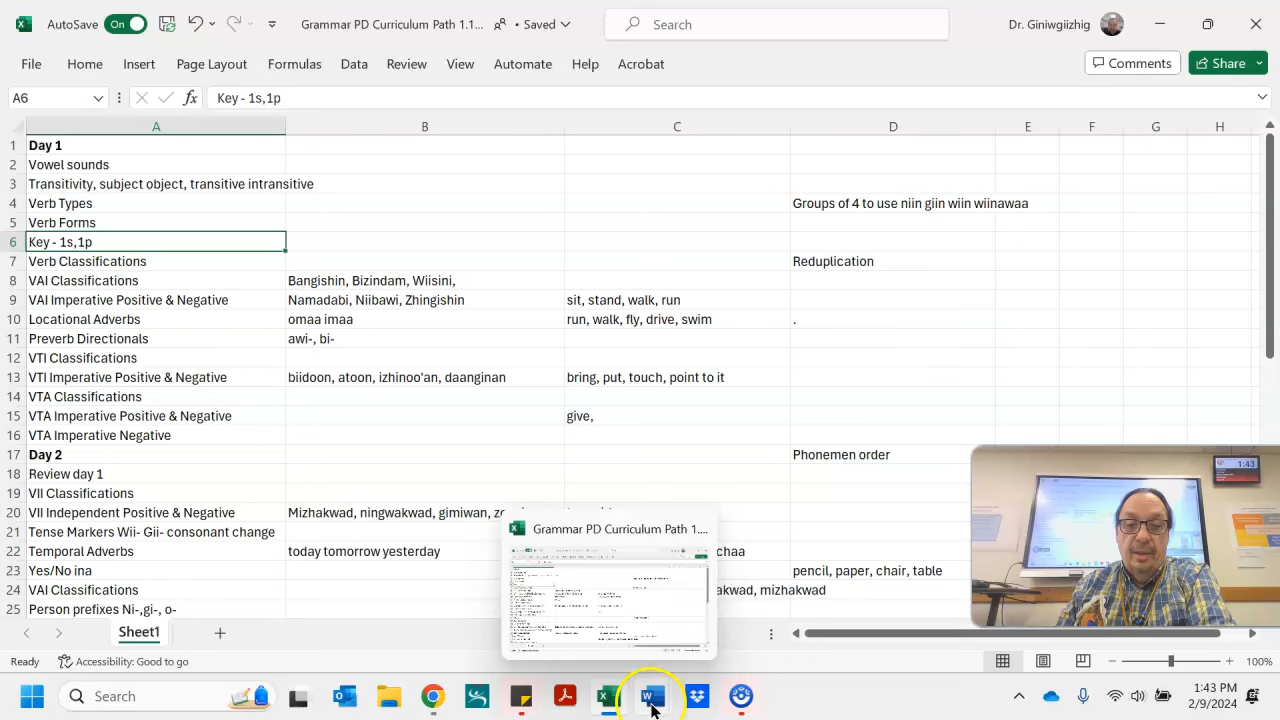 AutoSave On Grammar PD Curriculum Path 1.1... • Saved Search Dr. Giniwgiizhig
File Home Insert Page Layout Formulas Data Review View Automate Help Acrobat Comments Share
A6 fx Key - 1s,1p
A B C D E F G H
1 Day 1
2 Vowel sounds
3 Transitivity, subject object, transitive intransitive
4 Verb Types Groups of 4 to use niin giin wiin wiinawaa
5 Verb Forms
6 Key - 1s,1p
7 Verb Classifications Reduplication
8 VAI Classifications Bangishin, Bizindam, Wiisini,
9 VAI Imperative Positive & Negative Namadabi, Niibawi, Zhingishin sit, stand, walk, run
10 Locational Adverbs omaa imaa run, walk, fly, drive, swim .
11 Preverb Directionals awi-, bi-
12 VTI Classifications
13 VTI Imperative Positive & Negative biidoon, atoon, izhinoo'an, daanginan bring, put, touch, point to it
14 VTA Classifications
15 VTA Imperative Positive & Negative give,
16 VTA Imperative Negative
17 Day 2 Phonemen order
18 Review day 1
19 VII Classifications
20 VII Independent Positive & Negative Mizhakwad, ningwakwad, gimiwan,
21 Tense Markers Wii- Gii- consonant change
22 Temporal Adverbs today tomorrow yesterday
23 Yes/No ina pencil, paper, chair, table
24 VAI Classifications mizhakwad
25 Person prefixes Ni-,gi-, o-
Grammar PD Curriculum Path 1....
1:43
Sheet1
Ready Accessibility: Good to go 100%
Search
1:43 PM
2/9/2024